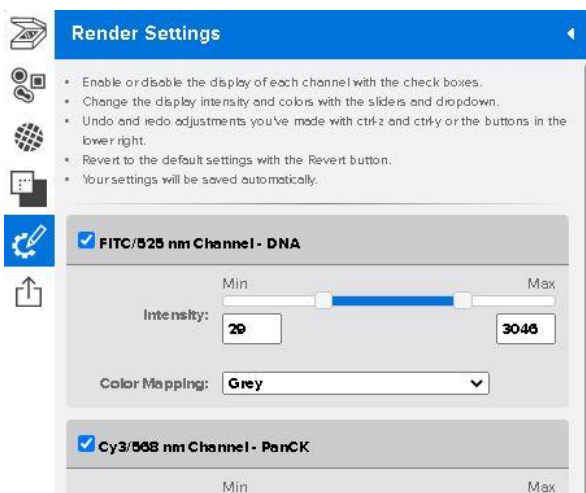 Render Settings
• Enable or disable the display of each channel with the check boxes.
• Change the display intensity and colors with the sliders and dropdown.
• Undo and redo adjustments you've made with ctrl-z and ctrl-y or the buttons in the
lower right.
• Revert to the default settings with the Revert button.
• Your settings will be saved automatically.
FITC/525 nm Channel - DNA
Min Max
Intensity:
29 3046
Color Mapping: Grey
Cy3/568 nm Channel - PanCK
Min Max